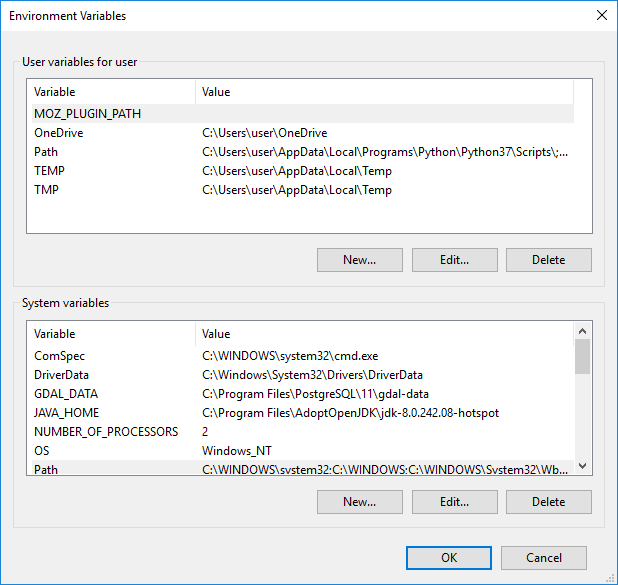 Environment Variables
User variables for user
Variable Value
MOZ_PLUGIN_PATH
OneDrive C:\Users\user\OneDrive
Path C:\Users\user\AppData\Local\Programs\Python\Python37\Scripts\;...
TEMP C:\Users\user\AppData\Local\Temp
TMP C:\Users\user\AppData\Local\Temp
New... Edit... Delete
System variables
Variable Value
ComSpec C:\WINDOWS\system32\cmd.exe
DriverData C:\Windows\System32\Drivers\DriverData
GDAL_DATA C:\Program Files\PostgreSQL\11\gdal-data
JAVA_HOME C:\Program Files\AdoptOpenJDK\jdk-8.0.242.08-hotspot
NUMBER_OF_PROCESSORS 2
OS Windows_NT
Path C:\WINDOWS\system32;C:\WINDOWS;C:\WINDOWS\System32\Wb...
New... Edit... Delete
OK Cancel